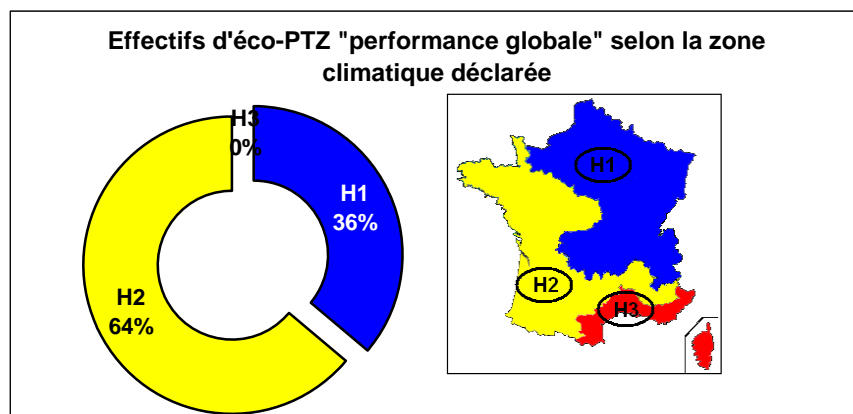 Effectifs d'éco-PTZ "performance globale" selon la zone
climatique déclarée
H3
0%
H1
36%
H2
64%
H1
H2
H3